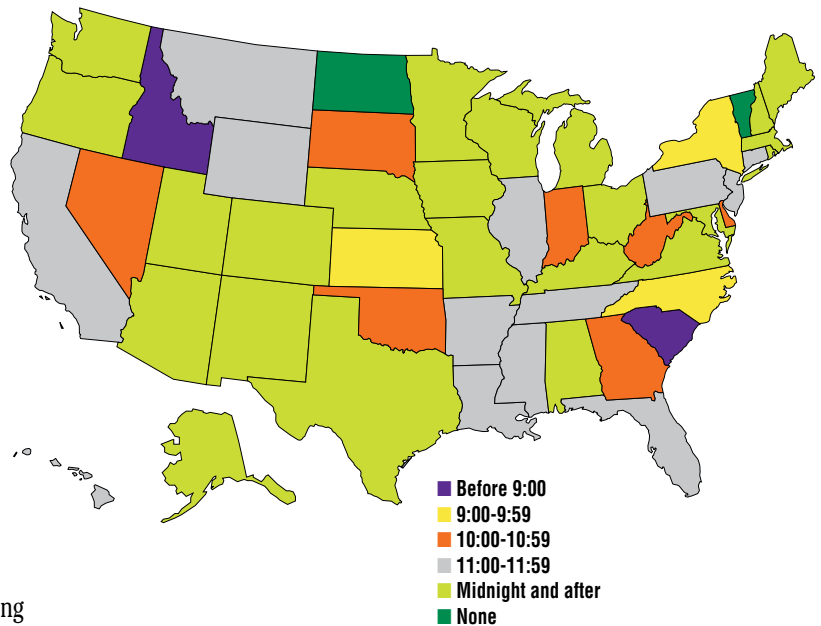 Before 9:00
9:00-9:59
10:00-10:59
11:00-11:59
Midnight and after
None
ng